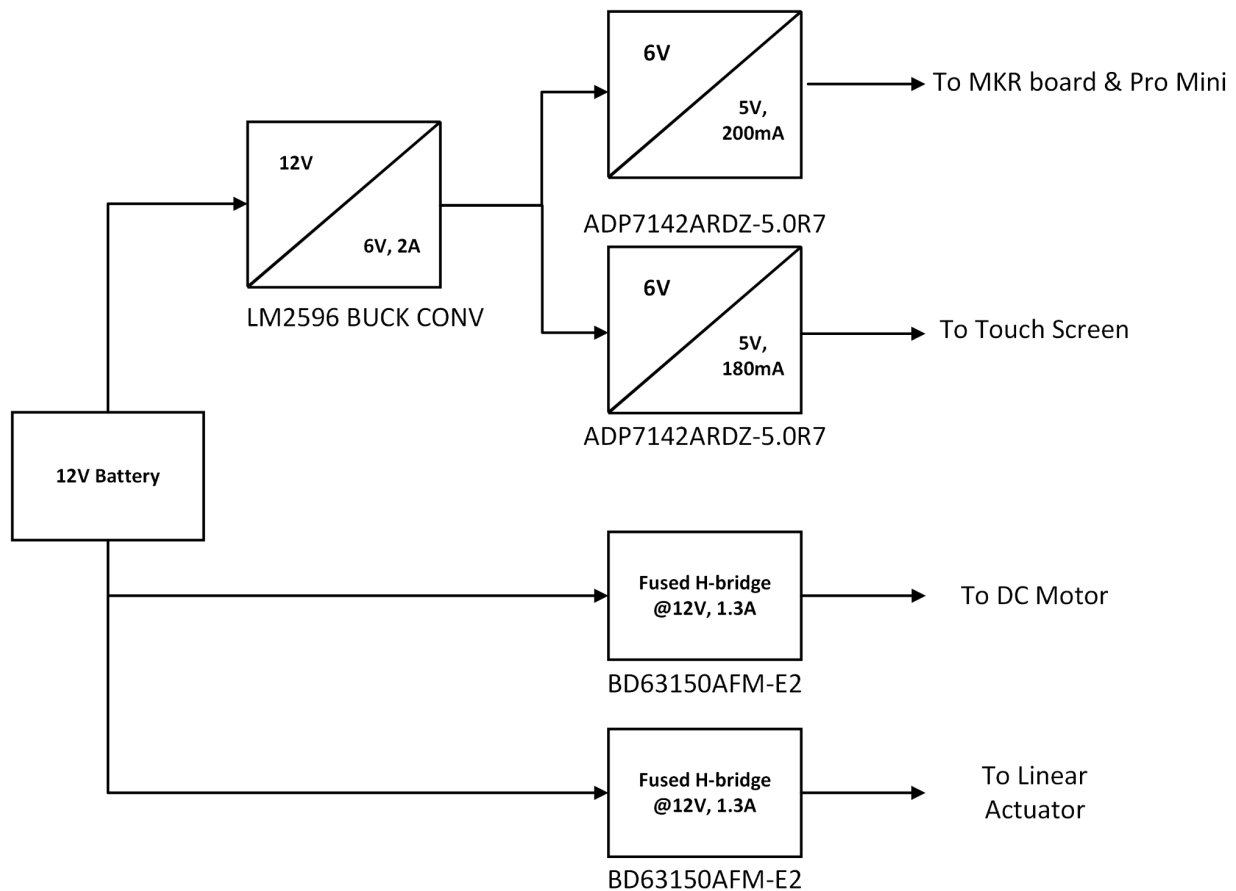 6V
5V,
200mA
To MKR board & Pro Mini
ADP7142ARDZ-5.0R7
12V
6V, 2A
LM2596 BUCK CONV
6V
5V,
180mA
To Touch Screen
ADP7142ARDZ-5.0R7
12V Battery
Fused H-bridge
@12V, 1.3A
To DC Motor
BD63150AFM-E2
Fused H-bridge
@12V, 1.3A
To Linear
Actuator
BD63150AFM-E2